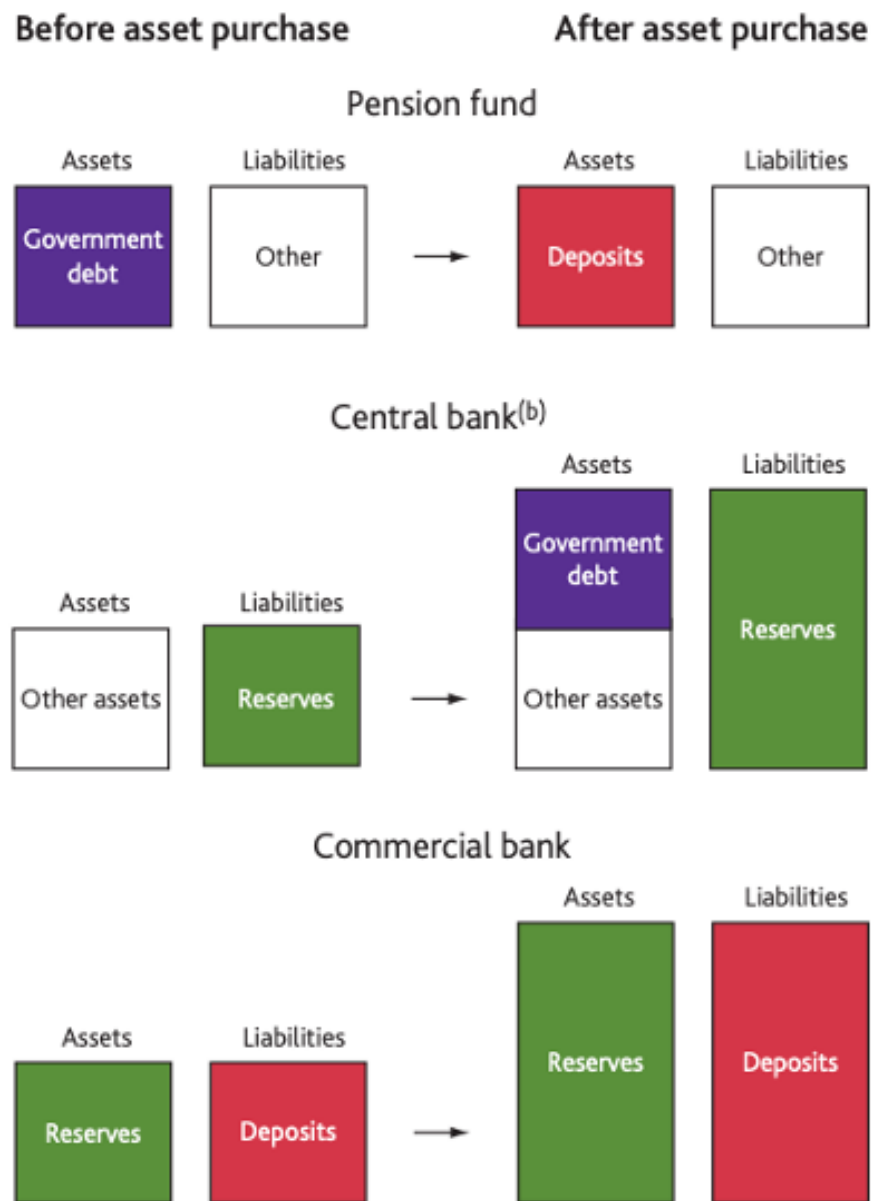 Before asset purchase After asset purchase
Pension fund
Assets Liabilities Assets Liabilities
Government
debt
Other
Deposits
Other
Central bank(b)
Assets Liabilities
Government
debt
Reserves
Assets Liabilities
Other assets
Reserves
Other assets
Commercial bank
Assets Liabilities
Reserves
Deposits
Assets Liabilities
Reserves
Deposits